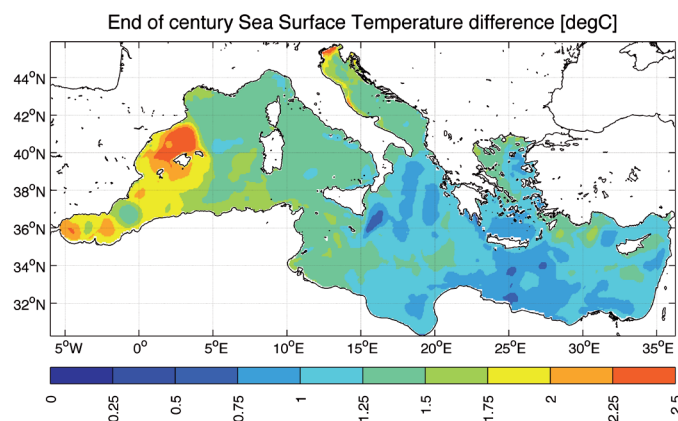 End of century Sea Surface Temperature difference [degC]
44°N
42°N
40°N
38°N
36°N
34°N
32°N
5°W 0° 5°E 10°E 15°E 20°E 25°E 30°E 35°E
0 0.25 0.5 0.75 1 1.25 1.5 1.75 2 2.25 2.5